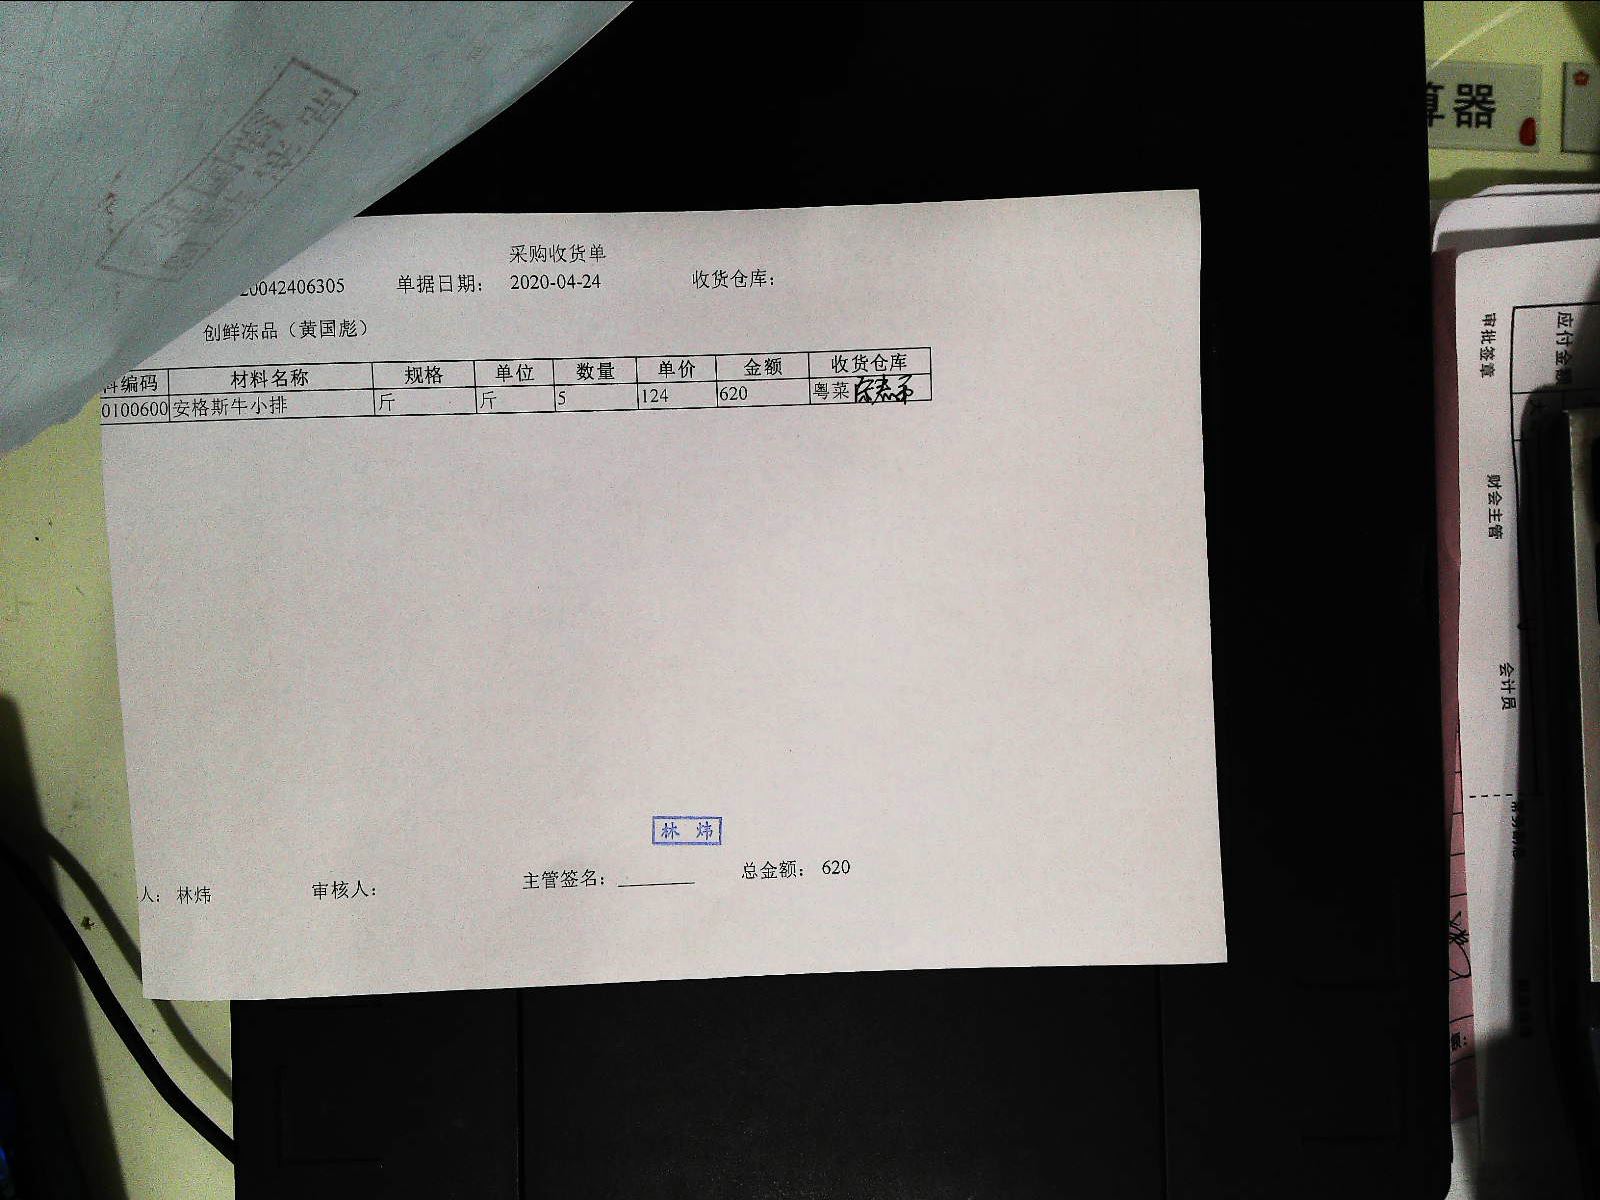 采购收货单
20042406305 单据日期: 2020-04-24 收货仓库:
创鲜冻品（黄国彪）
料编码 材料名称 规格 单位 数量 单价 金额 收货仓库
0100600 安格斯牛小排 斤 斤 5 124 620 粤菜
林 炜
人: 林炜 审核人: 主管签名: 总金额: 620
算器
应付金额
审批签章
财会主管
会计员